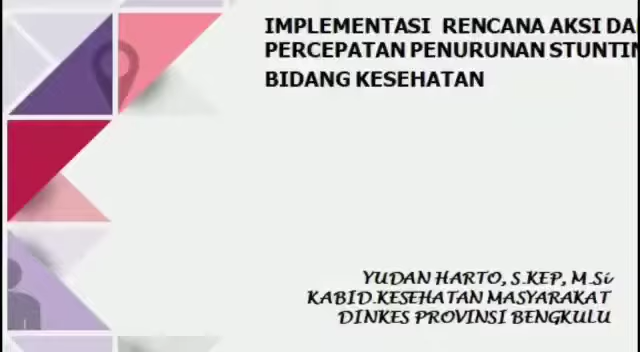 IMPLEMENTASI RENCANA AKSI DA
PERCEPATAN PENURUNAN STUNTIN
BIDANG KESEHATAN
YUDAN HARTO, S.KEP, M.Si
KABID.KESEHATAN MASYARAKAT
DINKES PROVINSI BENGKULU